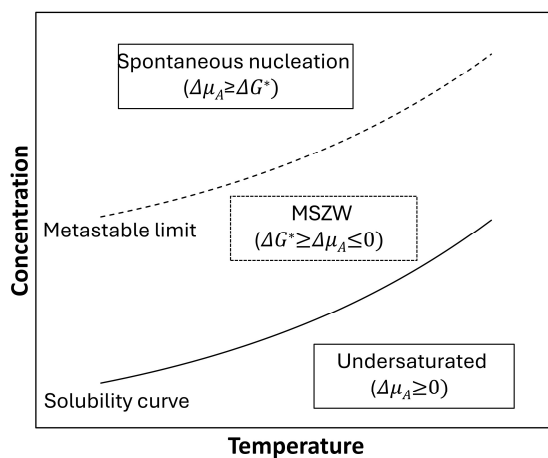 Spontaneous nucleation
(Δμ_A≥ΔG*)
Metastable limit
MSZW
(ΔG*≥Δμ_A≤0)
Undersaturated
(Δμ_A≥0)
Solubility curve
Concentration
Temperature